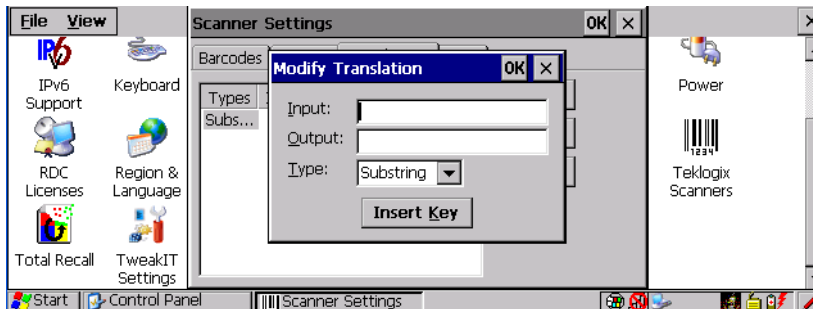 File View
Scanner Settings OK
Barcodes
Modify Translation OK
IPv6
Support
Keyboard
Power
Types
Input:
Subs...
Output:
RDC
Licenses
Region &
Language
Type: Substring
1234
Teklogix
Scanners
Insert Key
Total Recall
TweakIT
Settings
Start Control Panel Scanner Settings